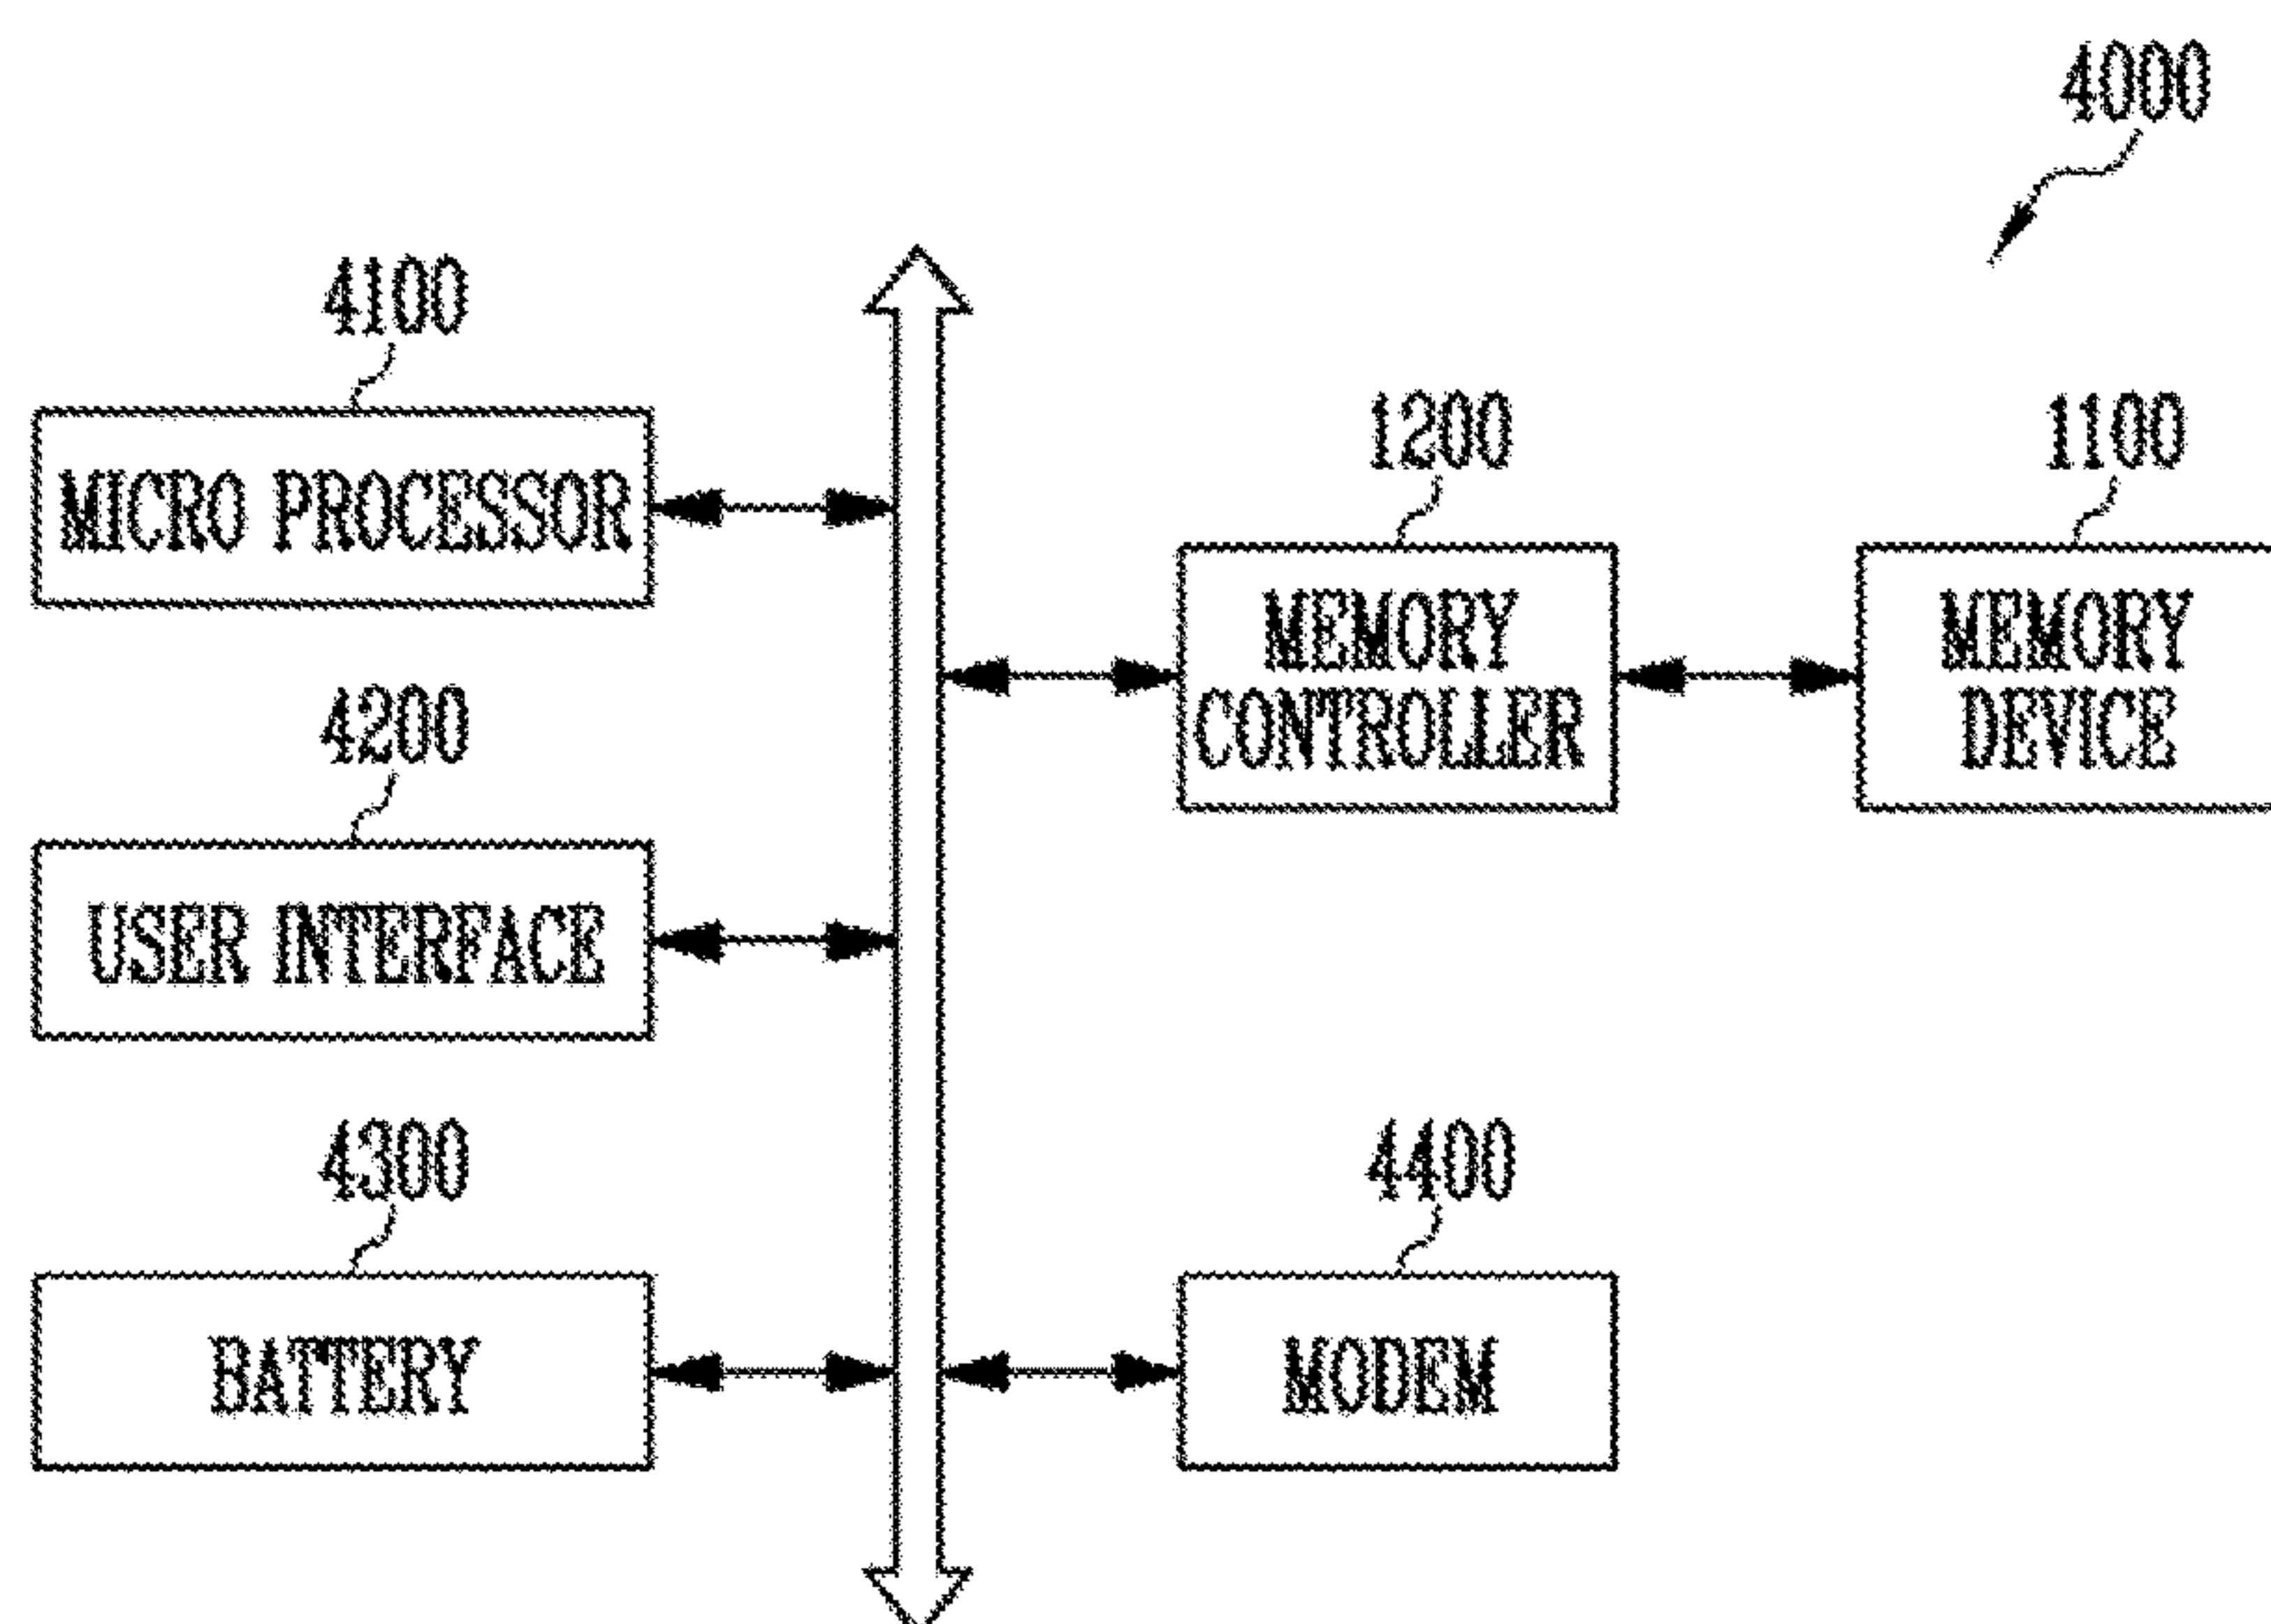 4000
4100
MICRO PROCESSOR
1200
MEMORY
CONTROLLER
1100
MEMORY
DEVICE
4200
USER INTERFACE
4300
BATTERY
4400
MODEM